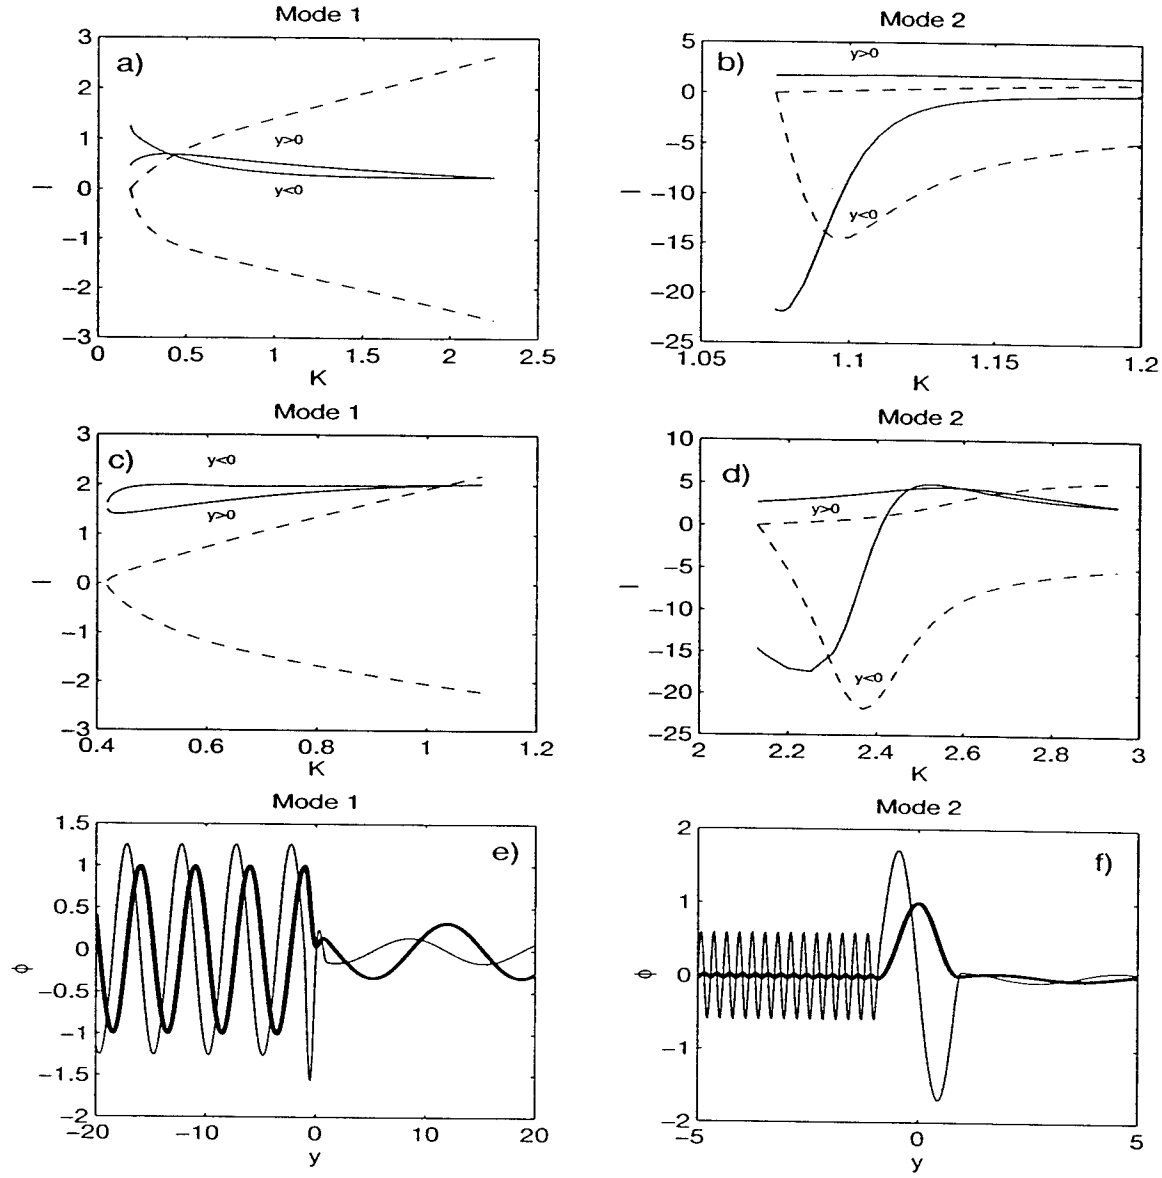 Mode 1
a)
3
2
1
0
−1
−2
−3
I
y>0
y<0
0 0.5 1 1.5 2 2.5
K
Mode 2
b)
5
0
−5
−10
−15
−20
−25
I
y>0
y<0
1.05 1.1 1.15 1.2
K
Mode 1
c)
3
2
1
0
−1
−2
−3
I
y<0
y>0
0.4 0.6 0.8 1 1.2
K
Mode 2
d)
10
5
0
−5
−10
−15
−20
−25
I
y>0
y<0
2 2.2 2.4 2.6 2.8 3
K
Mode 1
e)
1.5
1
0.5
0
−0.5
−1
−1.5
−2
ϕ
−20 −10 0 10 20
y
Mode 2
f)
2
1
0
−1
−2
ϕ
−5 0 5
y